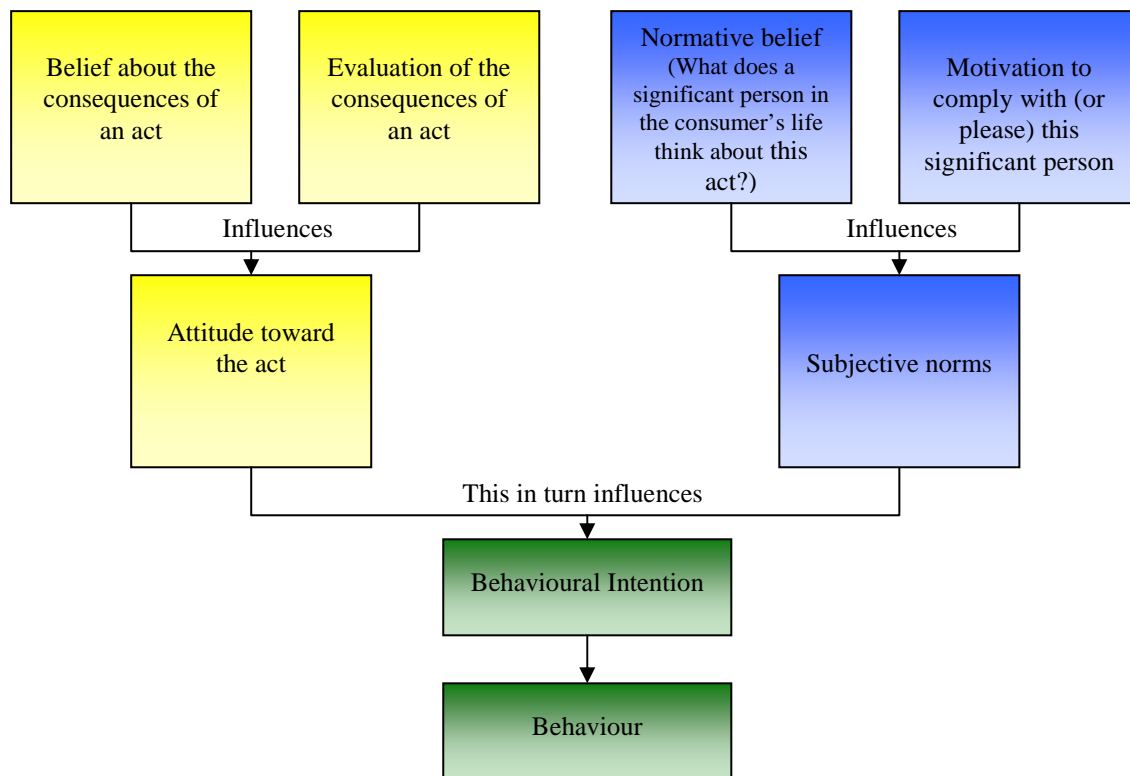 Belief about the
consequences of
an act
Evaluation of the
consequences of
an act
Normative belief
(What does a
significant person in
the consumer’s life
think about this
act?)
Motivation to
comply with (or
please) this
significant person
Influences
Influences
Attitude toward
the act
Subjective norms
This in turn influences
Behavioural Intention
Behaviour